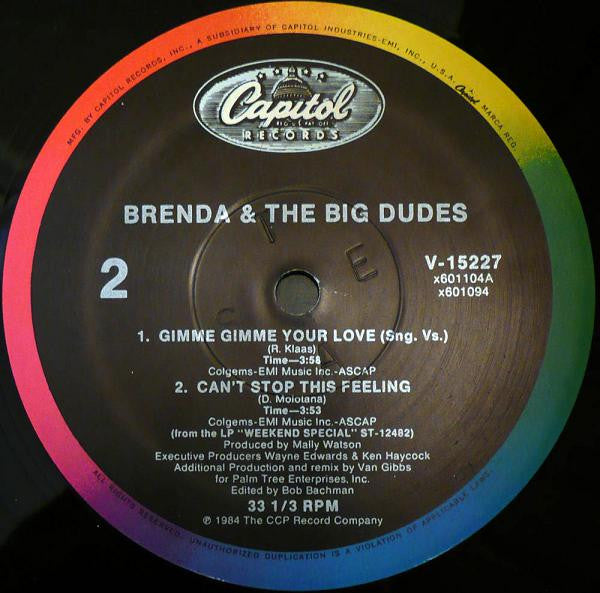 MFG. BY CAPITOL RECORDS, INC., A SUBSIDIARY OF CAPITOL INDUSTRIES-EMI, INC., U.S.A. Capitol MARCA REG.
Capitol
RECORDS
BRENDA & THE BIG DUDES
2
V-15227
x601104A
x601094
1. GIMME GIMME YOUR LOVE (Sng. Vs.)
(R. Klaas)
Time—3:58
Colgems-EMI Music Inc.-ASCAP
2. CAN'T STOP THIS FEELING
(D. Moloiana)
Time—3:53
Colgems-EMI Music Inc.-ASCAP
(from the LP "WEEKEND SPECIAL" ST-12482)
Produced by Mally Watson
Executive Producers Wayne Edwards & Ken Haycock
Additional Production and remix by Van Gibbs
for Palm Tree Enterprises, Inc.
Edited by Bob Bachman
33 1/3 RPM
℗ 1984 The CCP Record Company
ALL RIGHTS RESERVED. UNAUTHORIZED DUPLICATION IS A VIOLATION OF APPLICABLE LAWS.